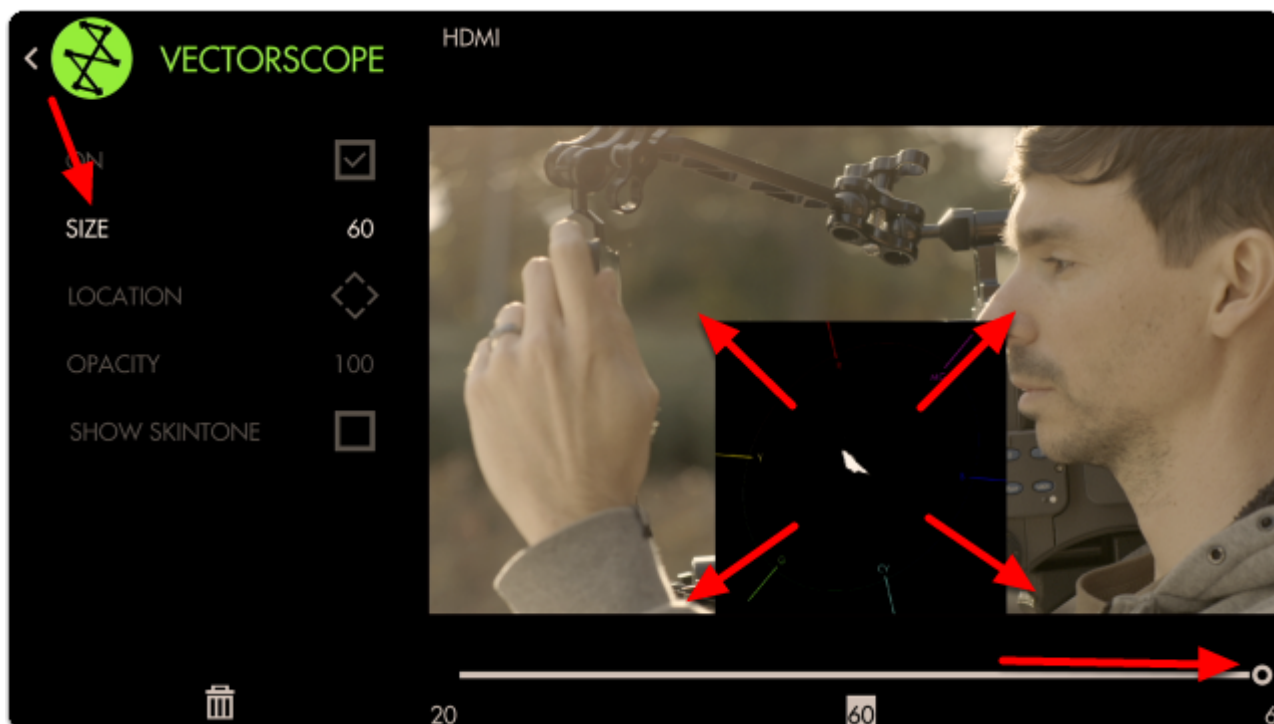 VECTORSCOPE
HDMI
ON
SIZE 60
LOCATION
OPACITY 100
SHOW SKINTONE
20 60